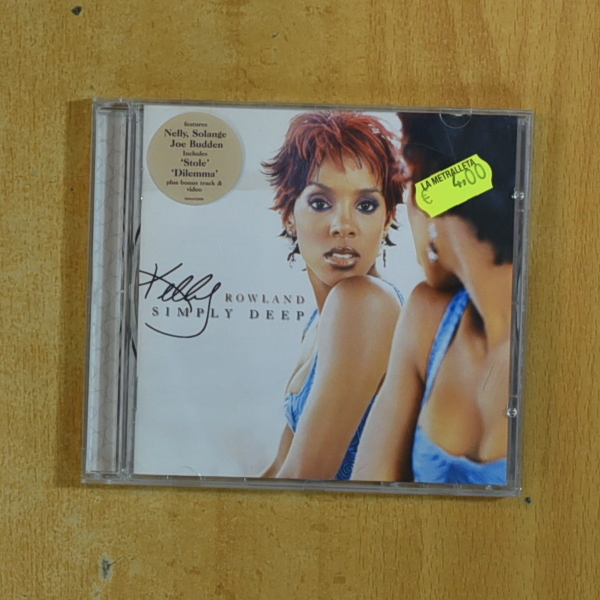 features
Nelly, Solange
Joe Budden
Includes
'Stole'
'Dilemma'
plus bonus track &
video
LA METRALLETA
€ 4.00
Kelly ROWLAND
SIMPLY DEEP